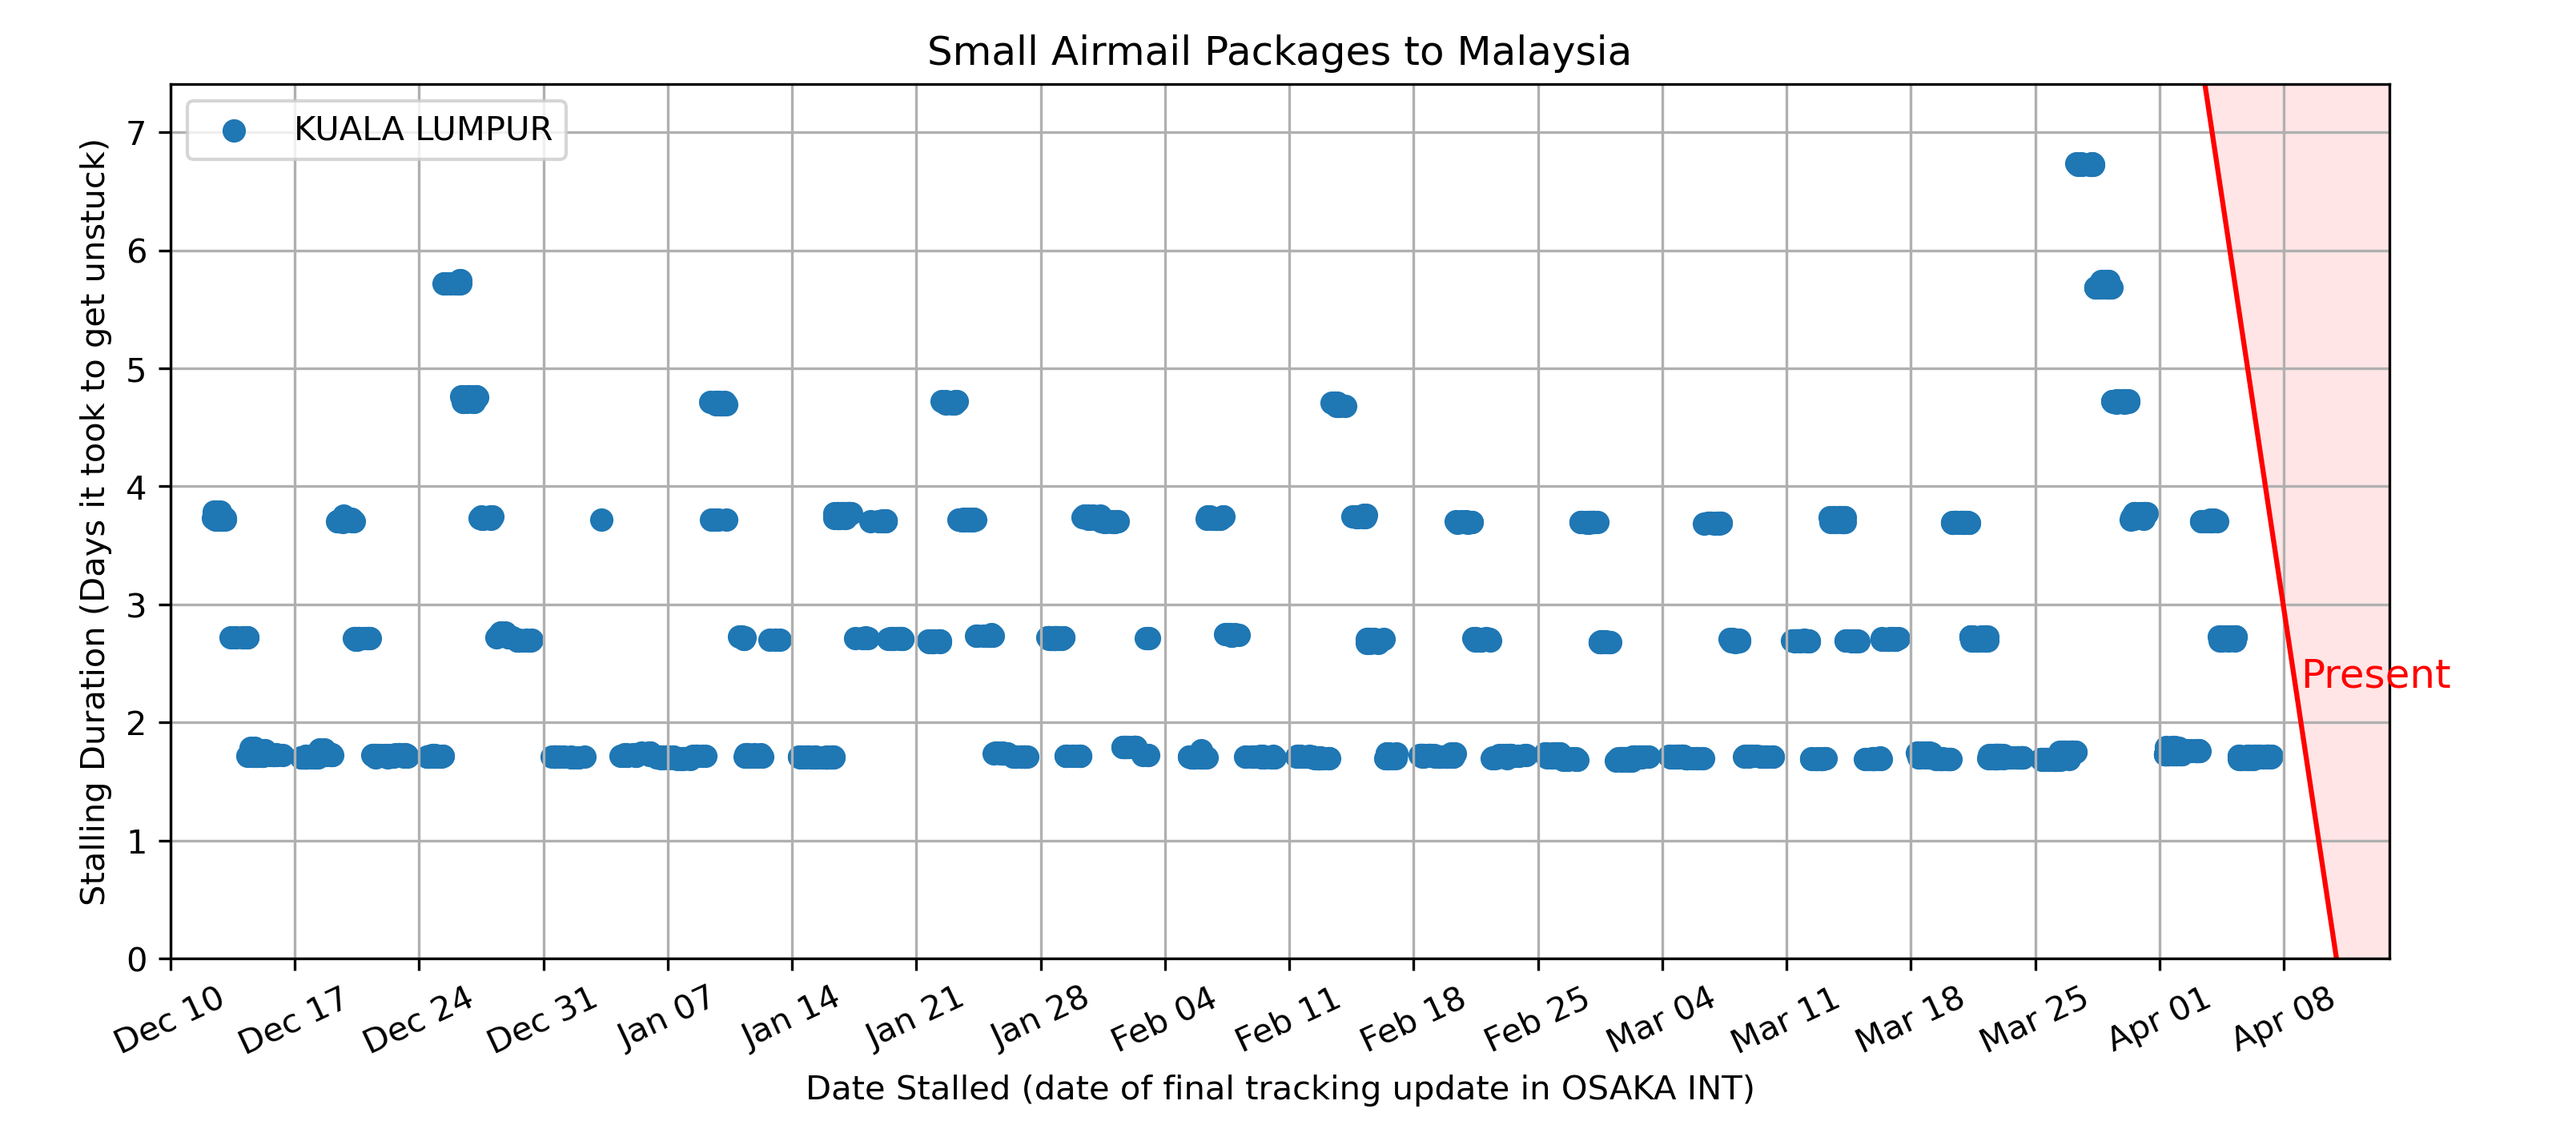 Small Airmail Packages to Malaysia
KUALA LUMPUR
Stalling Duration (Days it took to get unstuck)
7
6
5
4
3
2
1
0
Present
Dec 10
Dec 17
Dec 24
Dec 31
Jan 07
Jan 14
Jan 21
Jan 28
Feb 04
Feb 11
Feb 18
Feb 25
Mar 04
Mar 11
Mar 18
Mar 25
Apr 01
Apr 08
Date Stalled (date of final tracking update in OSAKA INT)